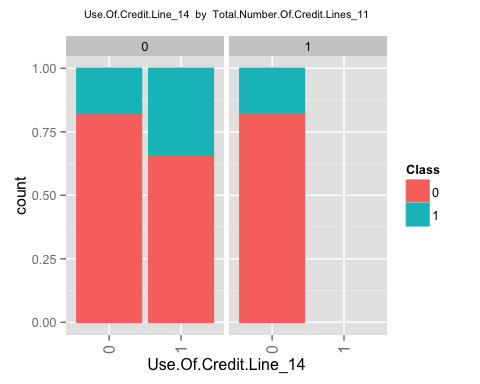 Use.Of.Credit.Line_14 by Total.Number.Of.Credit.Lines_11
0 1
1.00
0.75
0.50
0.25
0.00
count
0 1 0 1
Use.Of.Credit.Line_14
Class
0
1